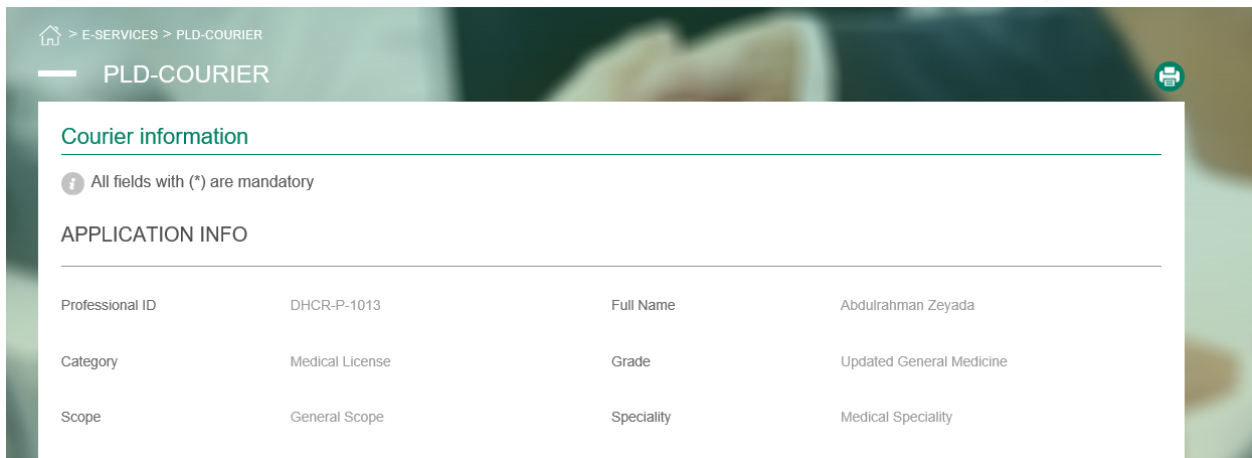 > E-SERVICES > PLD-COURIER
PLD-COURIER
Courier information
i All fields with (*) are mandatory
APPLICATION INFO
Professional ID DHCR-P-1013 Full Name Abdulrahman Zeyada
Category Medical License Grade Updated General Medicine
Scope General Scope Speciality Medical Speciality